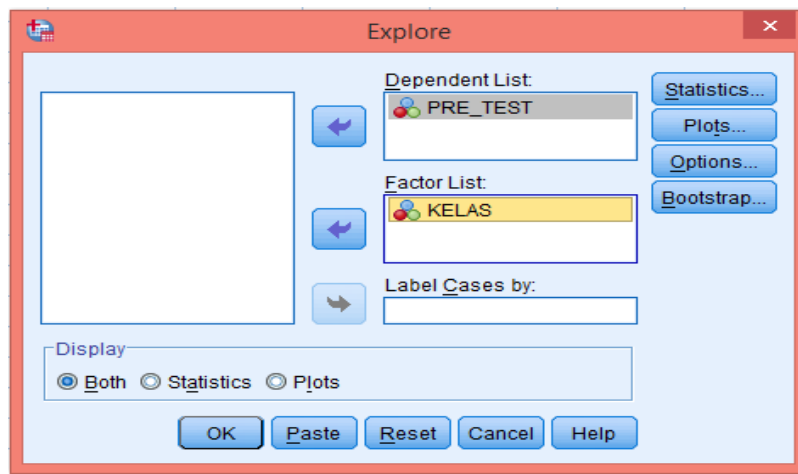 Explore
Dependent List:
PRE_TEST
Factor List:
KELAS
Label Cases by:
Statistics...
Plots...
Options...
Bootstrap...
Display
Both Statistics Plots
OK Paste Reset Cancel Help